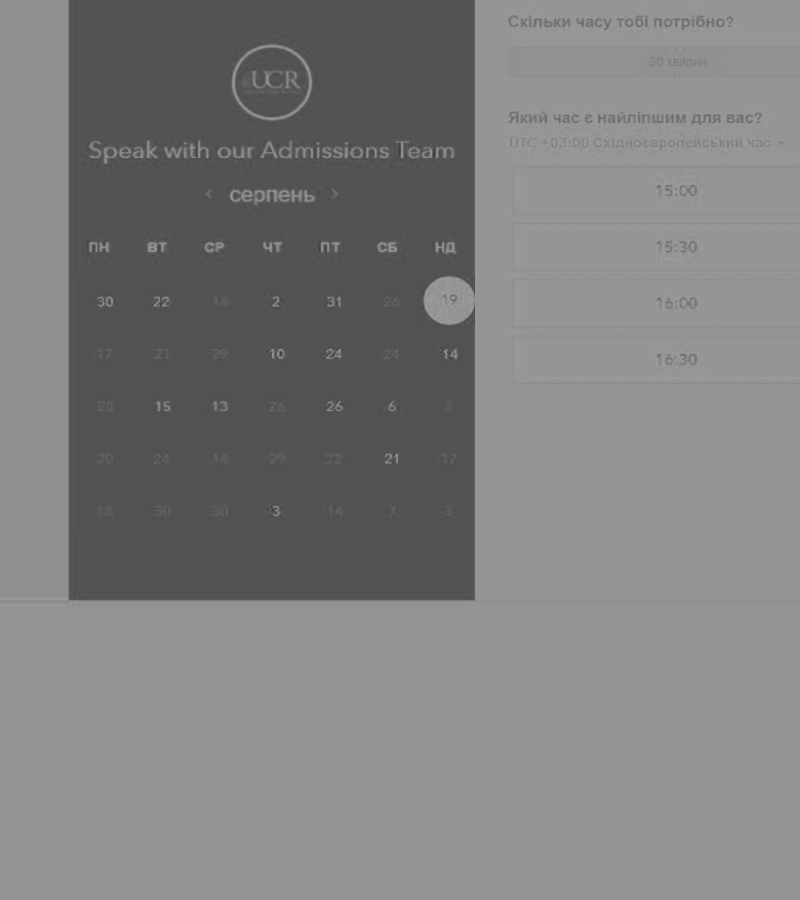 UCR
Speak with our Admissions Team
< серпень >
ПН ВТ СР ЧТ ПТ СБ НД
30 22 14 2 31 26 19
17 21 29 10 24 24 14
28 15 13 26 26 6 3
20 24 14 29 22 21 17
18 30 30 3 14 7 3
Скільки часу тобі потрібно?
30 хвилин
Який час є найліпшим для вас?
UTC +03:00 Східноєвропейський час
15:00
15:30
16:00
16:30